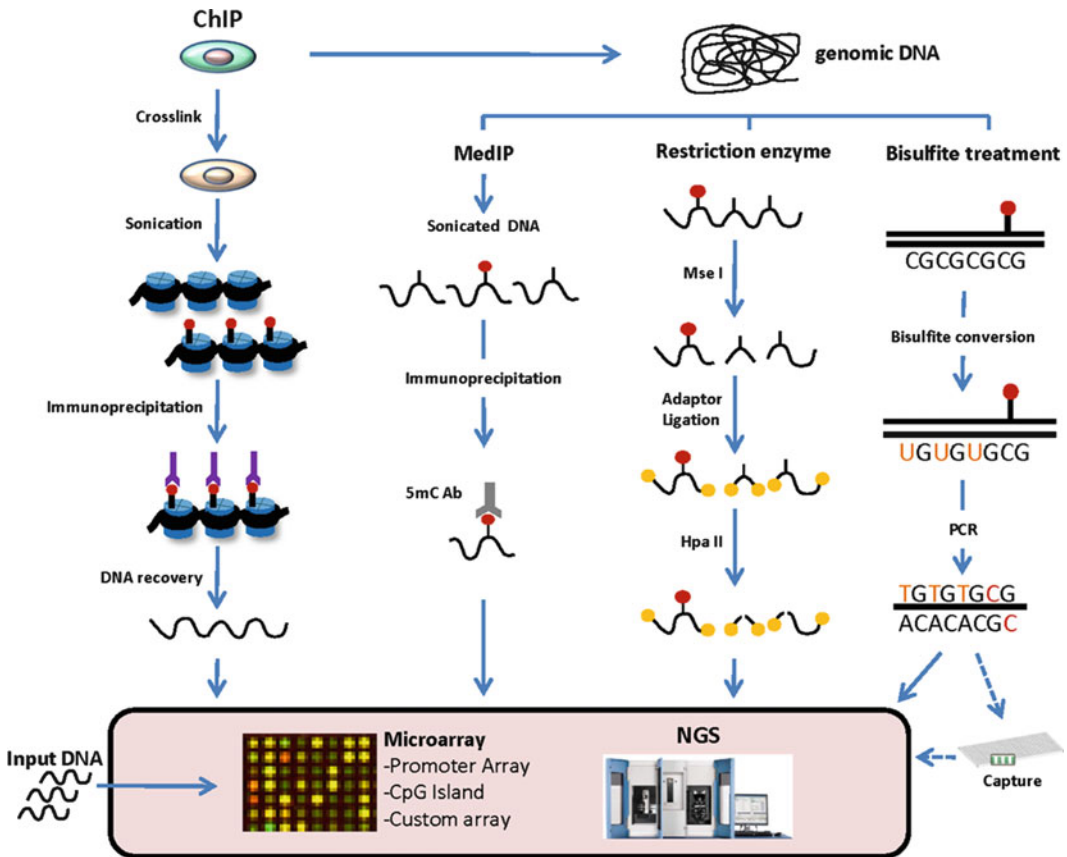 ChIP
genomic DNA
Crosslink
MedIP
Restriction enzyme
Bisulfite treatment
Sonication
Sonicated DNA
Mse I
CGCGCGCG
Immunoprecipitation
Immunoprecipitation
Adaptor
Ligation
Bisulfite conversion
UGUGUGCG
5mC Ab
Hpa II
PCR
DNA recovery
TGTGTGCG
ACACACGC
Input DNA
Microarray
-Promoter Array
-CpG Island
-Custom array
NGS
Capture